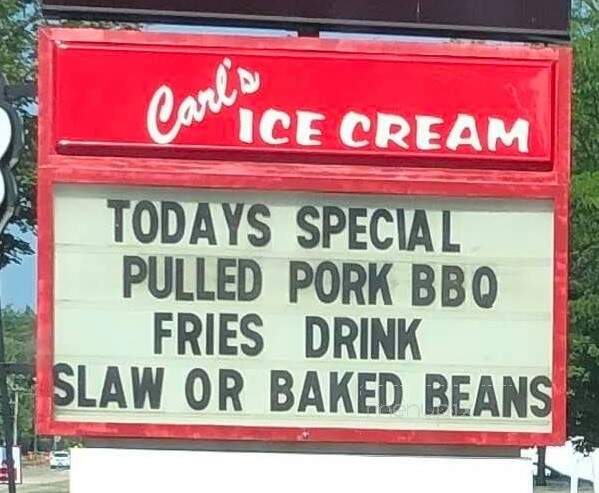 Carl's
ICE CREAM
TODAYS SPECIAL
PULLED PORK BBQ
FRIES DRINK
SLAW OR BAKED BEANS